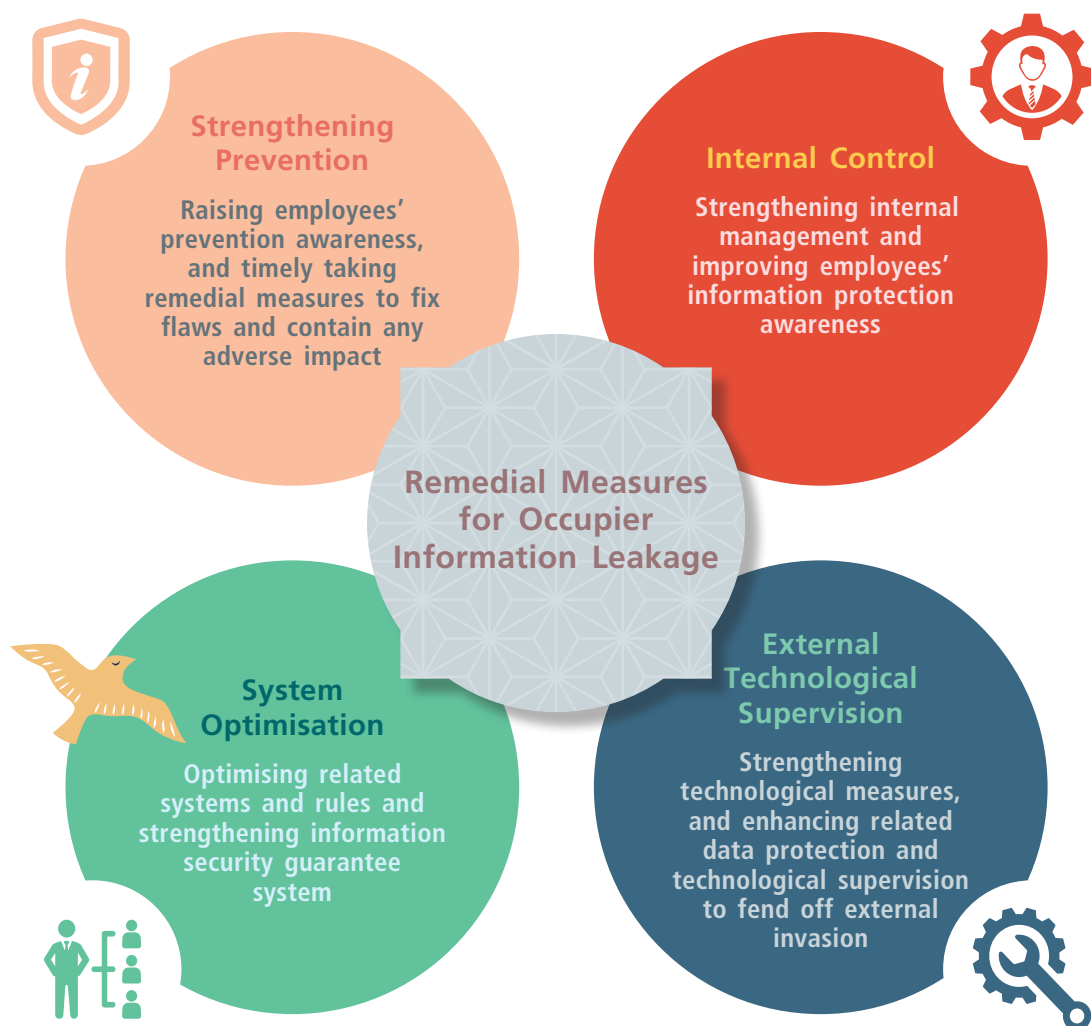 Strengthening
Prevention
Raising employees’
prevention awareness,
and timely taking
remedial measures to fix
flaws and contain any
adverse impact
Internal Control
Strengthening internal
management and
improving employees’
information protection
awareness
Remedial Measures
for Occupier
Information Leakage
System
Optimisation
Optimising related
systems and rules and
strengthening information
security guarantee
system
External
Technological
Supervision
Strengthening
technological measures,
and enhancing related
data protection and
technological supervision
to fend off external
invasion